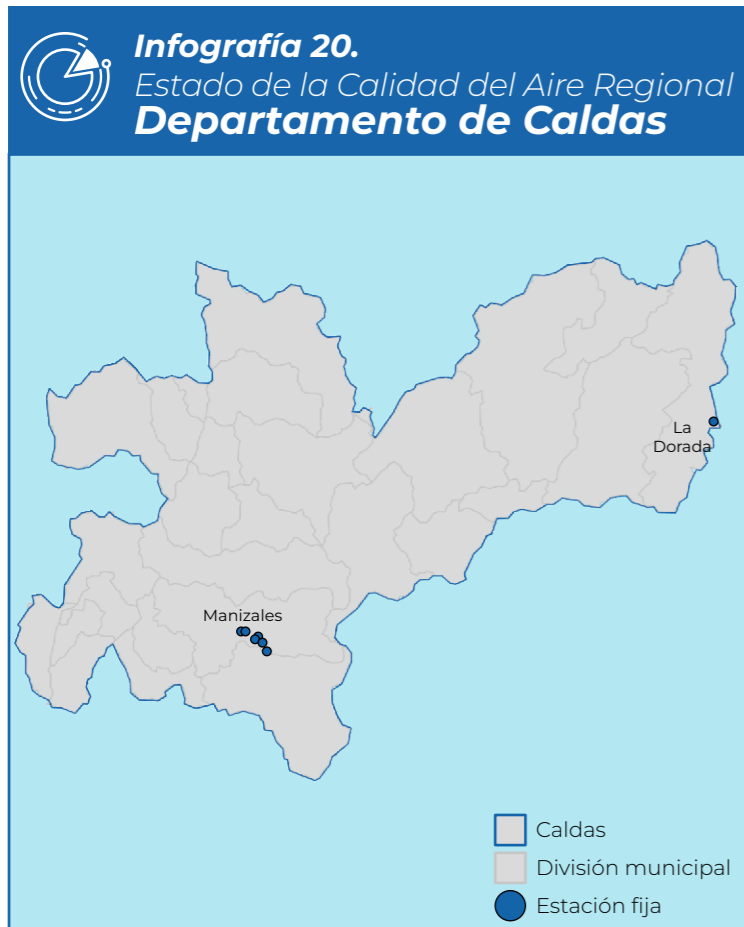 Infografía 20.
Estado de la Calidad del Aire Regional
Departamento de Caldas
La
Dorada
Manizales
Caldas
División municipal
Estación fija